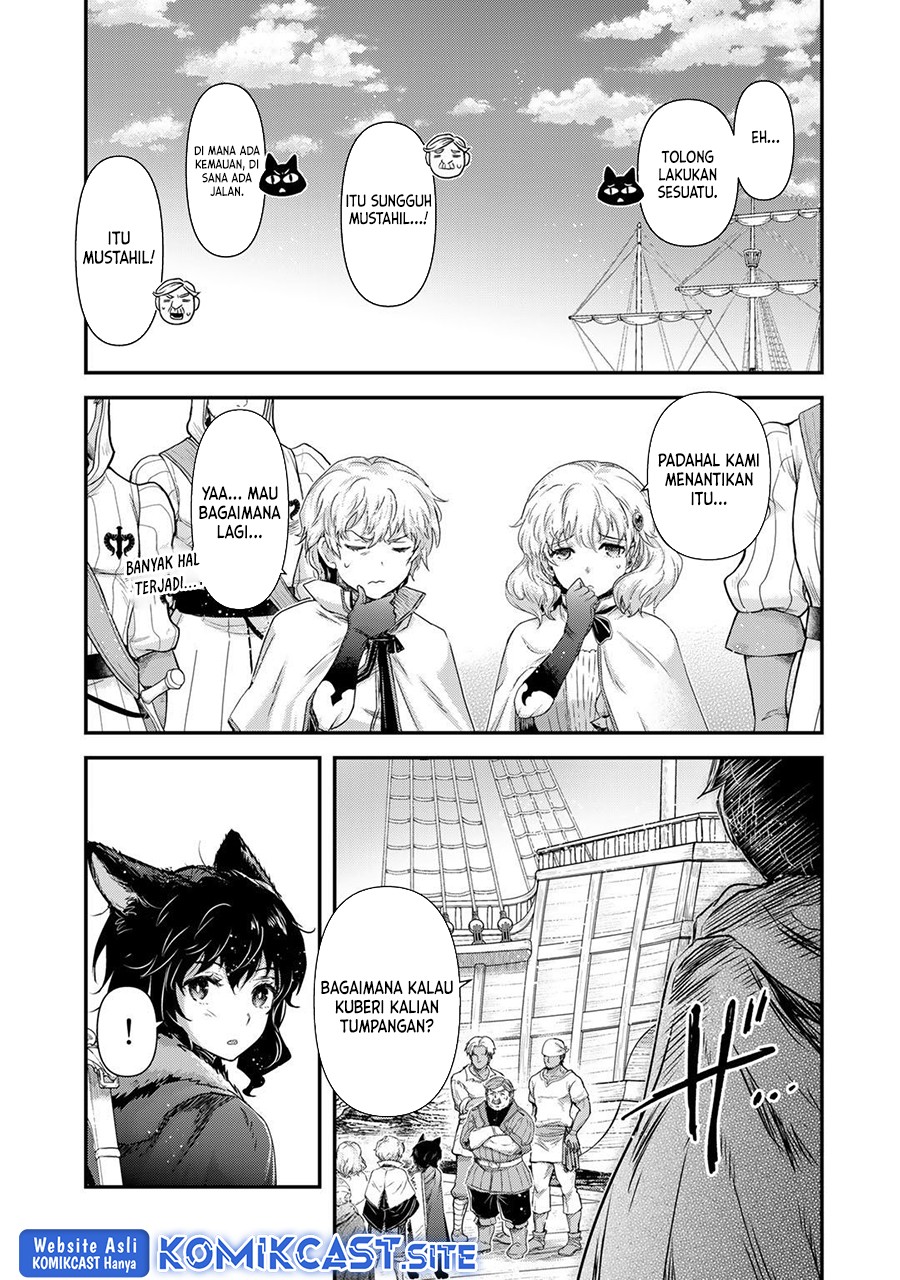 EH...
TOLONG
LAKUKAN
SESUATU.
ITU SUNGGUH
MUSTAHIL...!
DI MANA ADA
KEMAUAN, DI
SANA ADA
JALAN.
ITU
MUSTAHIL!
PADAHAL KAMI
MENANTIKAN
ITU...
YAA... MAU
BAGAIMANA
LAGI...
BANYAK HAL
TERJADI...
BAGAIMANA KALAU
KUBERI KALIAN
TUMPANGAN?
ザッ...
!
Website Asli
KOMIKCAST Hanya
KOMIKCAST.SITE